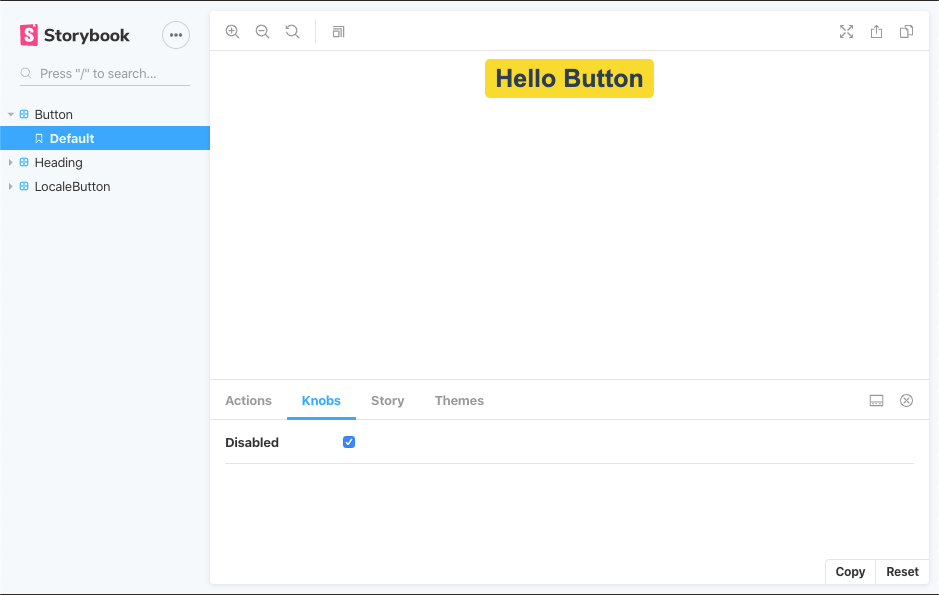 Storybook
Press "/" to search...
Button
Default
Heading
LocaleButton
Hello Button
Actions Knobs Story Themes
Disabled
Copy Reset